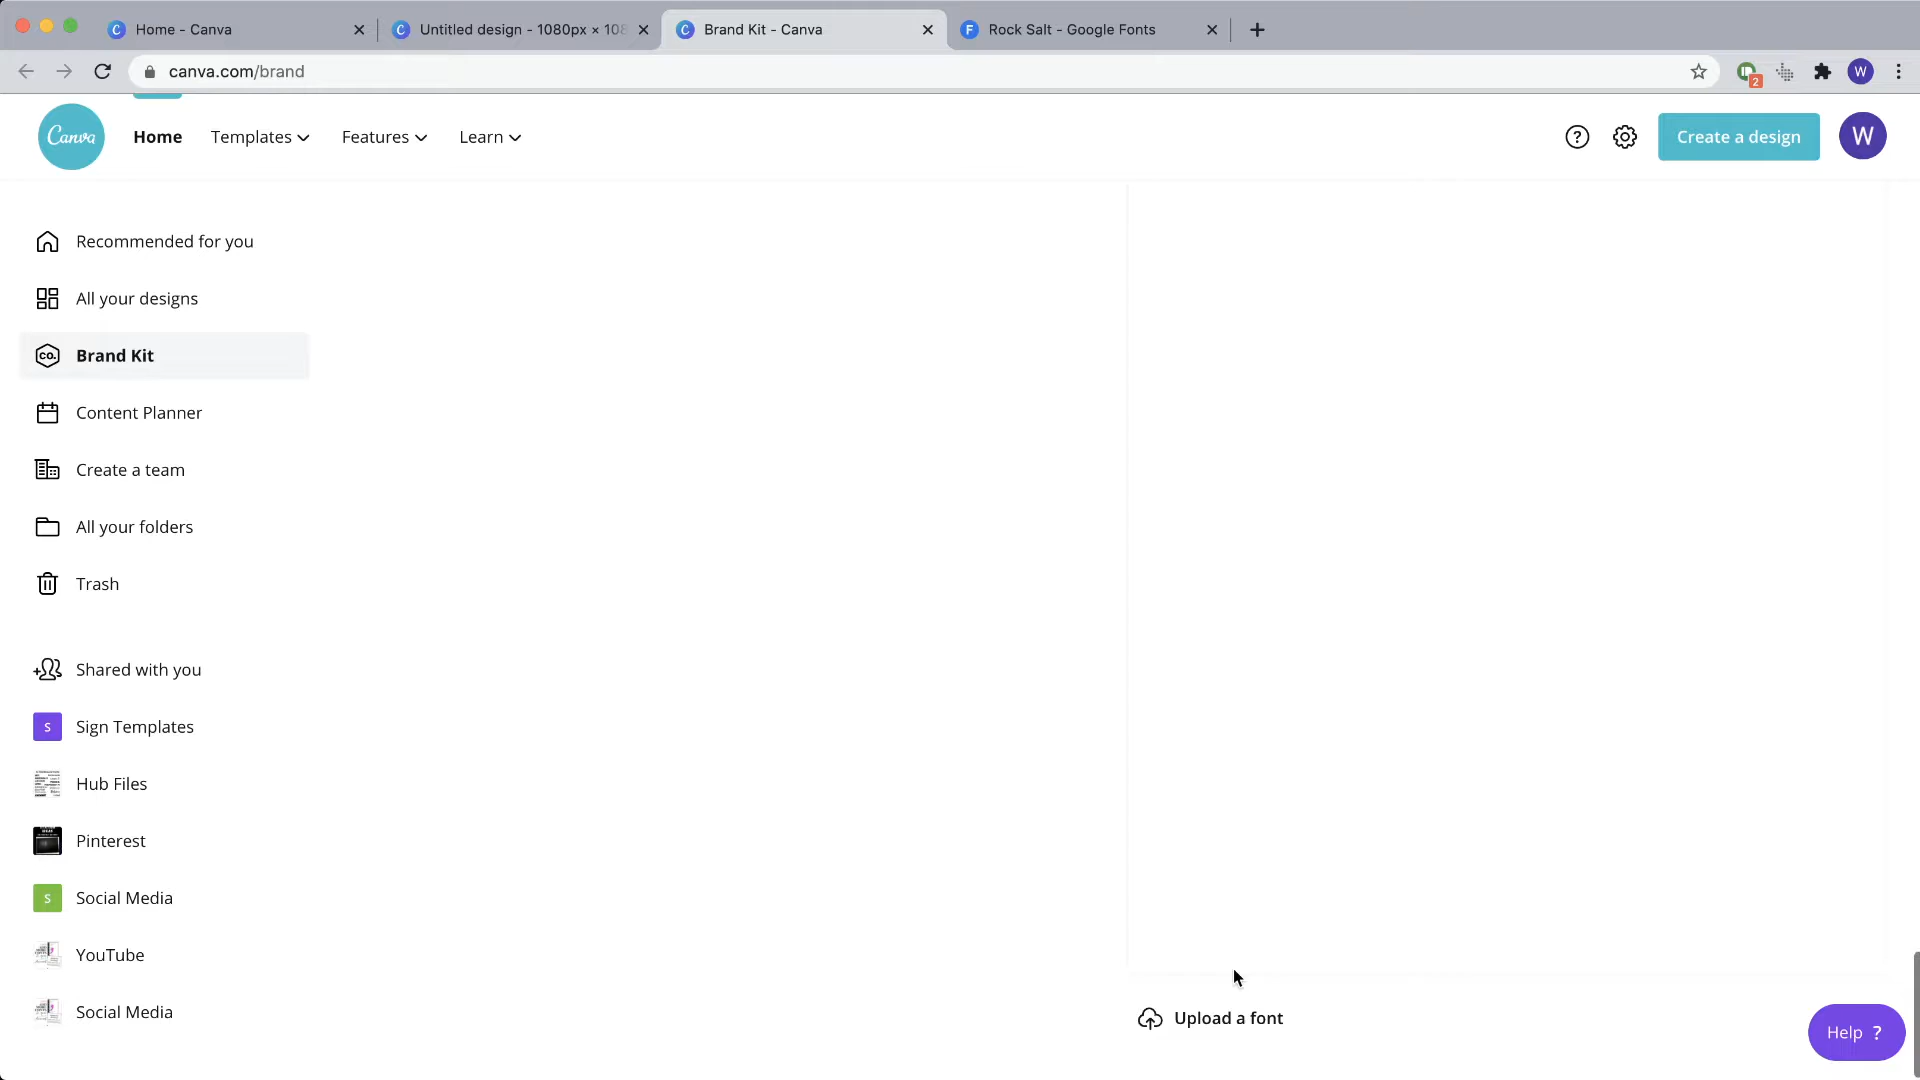 Home - Canva
Untitled design - 1080px × 108
Brand Kit - Canva
F
Rock Salt - Google Fonts
canva.com/brand
2
W
Canva
Home
Templates
Features
Learn
?
Create a design
W
Recommended for you
All your designs
CO.
Brand Kit
Content Planner
Create a team
All your folders
Trash
Shared with you
S
Sign Templates
Hub Files
Pinterest
S
Social Media
YouTube
Social Media
Upload a font
Help ?